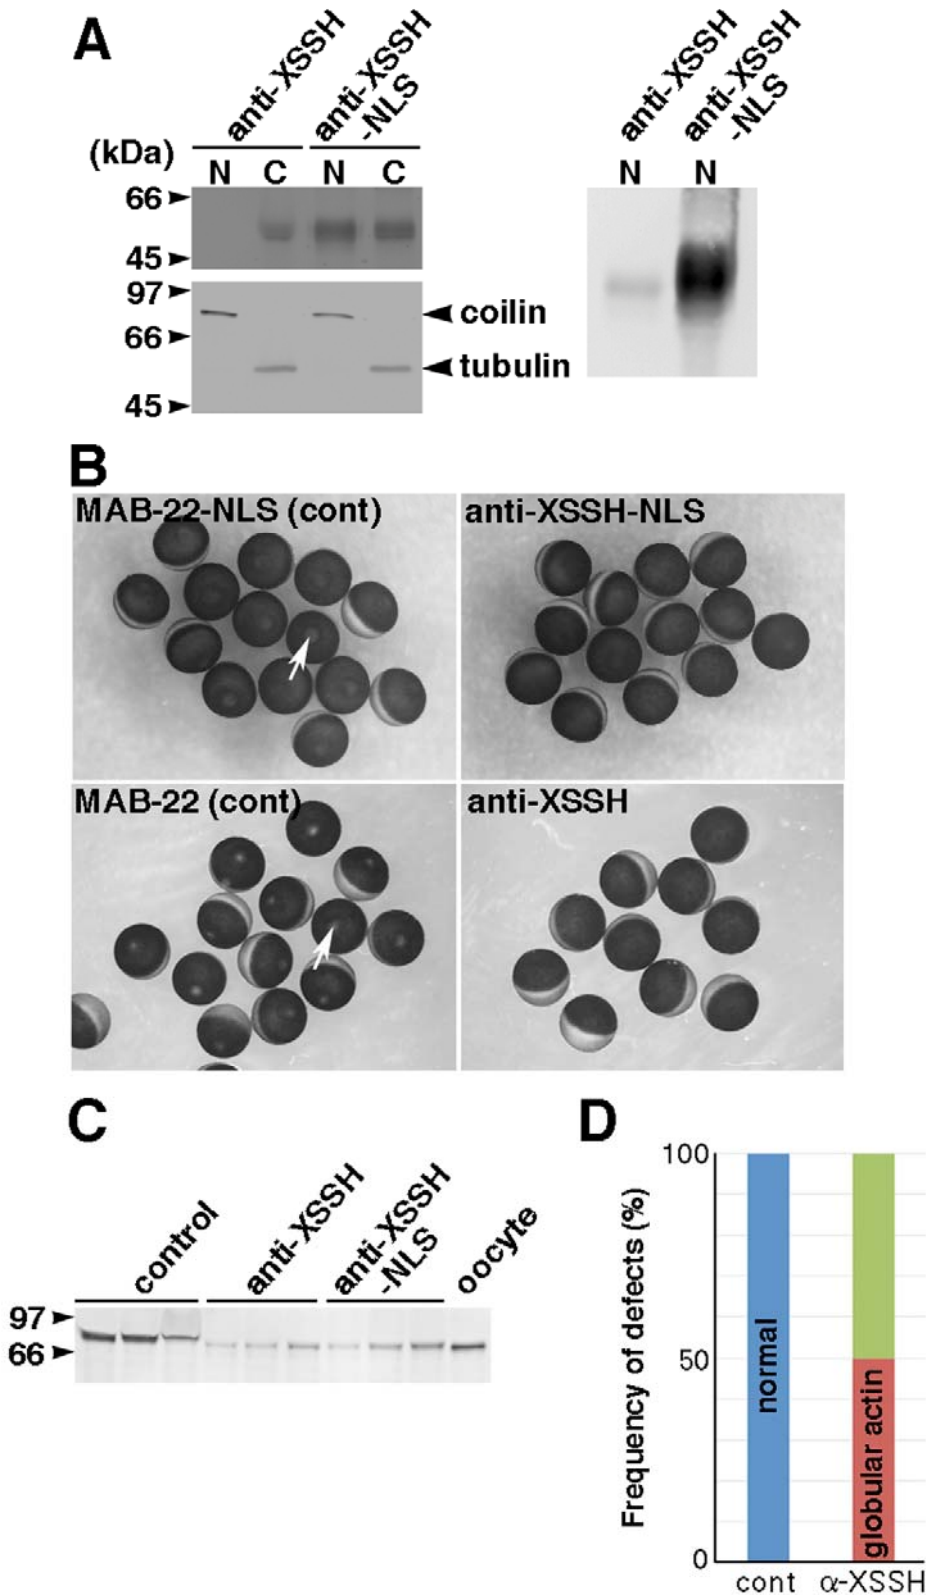 A
anti-XSSH
anti-XSSH
-NLS
anti-XSSH
anti-XSSH
-NLS
(kDa)
N C N C
N N
66
45
97
66
45
coilin
tubulin
B
MAB-22-NLS (cont)
anti-XSSH-NLS
MAB-22 (cont)
anti-XSSH
C
control
anti-XSSH
anti-XSSH
-NLS
oocyte
97
66
D
Frequency of defects (%)
100
50
0
normal
globular actin
cont
α-XSSH